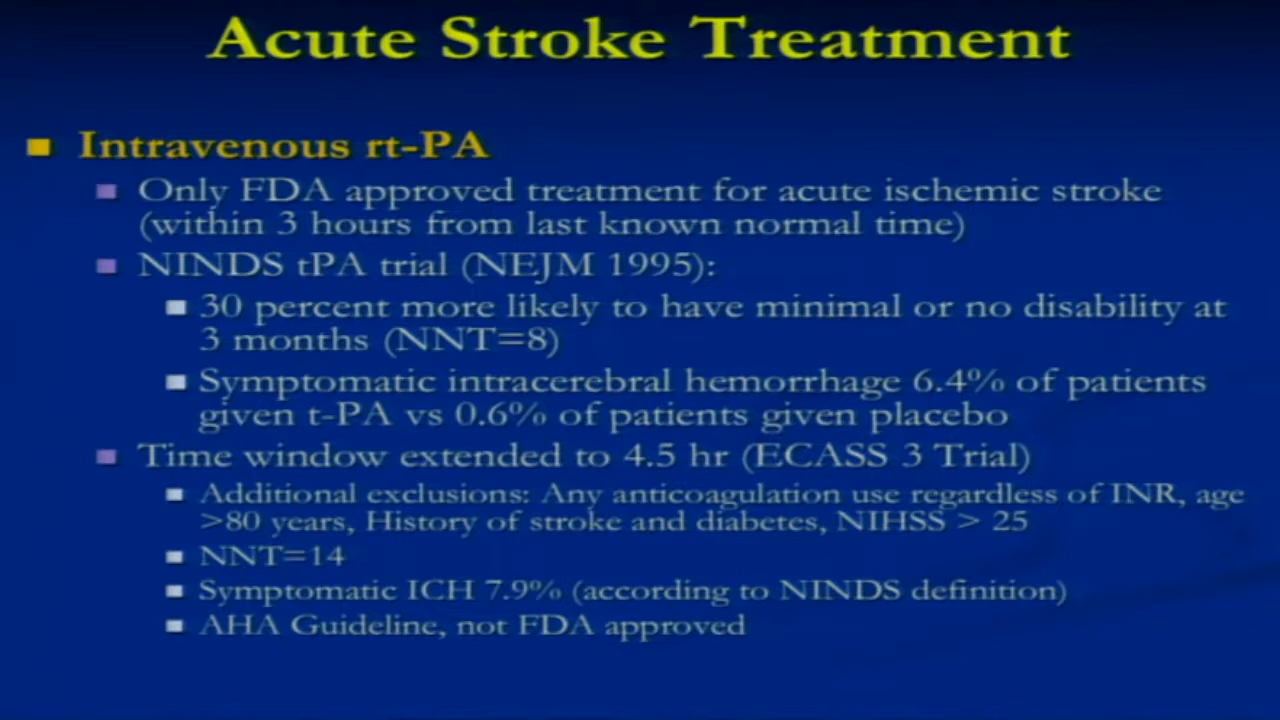 Acute Stroke Treatment
Intravenous rt-PA
Only FDA approved treatment for acute ischemic stroke
(within 3 hours from last known normal time)
NINDS tPA trial (NEJM 1995):
30 percent more likely to have minimal or no disability at
3 months (NNT=8)
Symptomatic intracerebral hemorrhage 6.4% of patients
given t-PA vs 0.6% of patients given placebo
Time window extended to 4.5 hr (ECASS 3 Trial)
Additional exclusions: Any anticoagulation use regardless of INR, age
>80 years, History of stroke and diabetes, NIHSS > 25
NNT=14
Symptomatic ICH 7.9% (according to NINDS definition)
AHA Guideline, not FDA approved